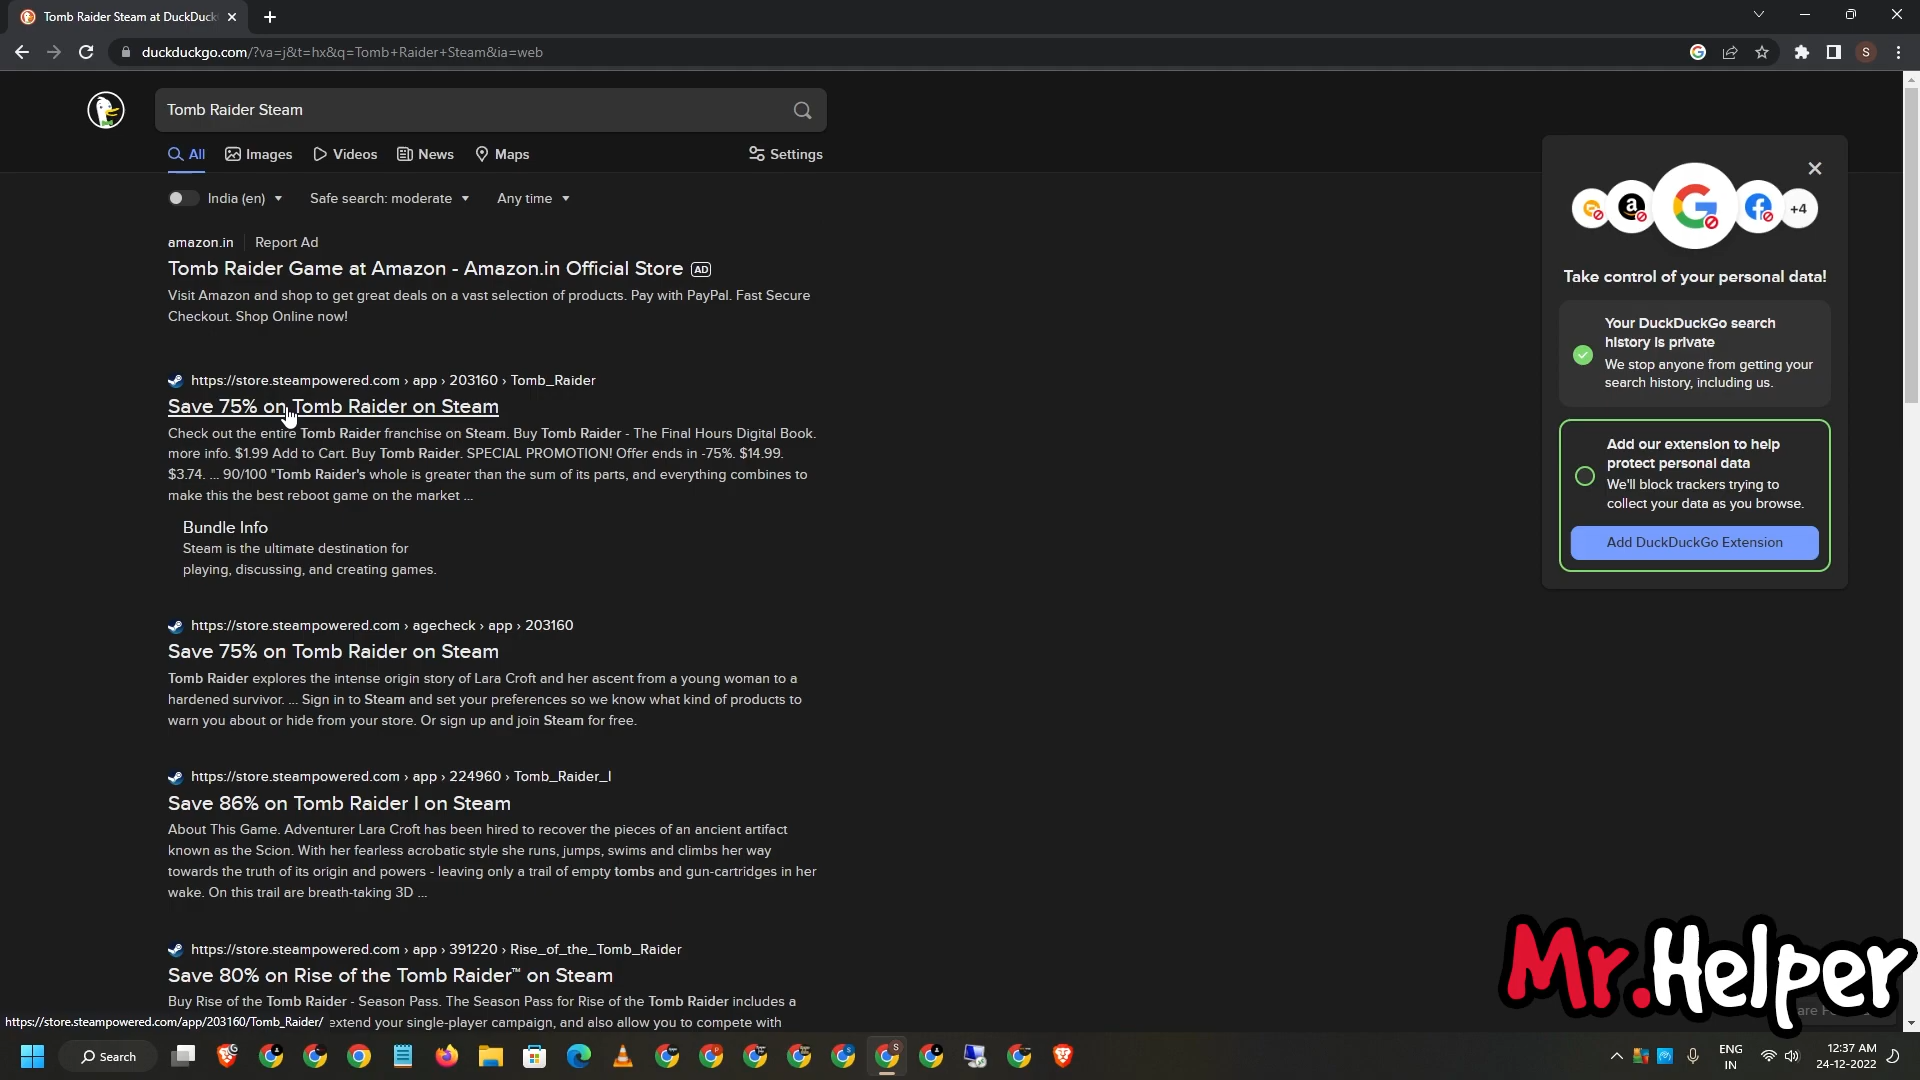 Tomb Raider Steam at DuckDuck
duckduckgo.com/?va=j&t=hx&q=Tomb+Raider+Steam&ia=web
S
Tomb Raider Steam
All
Images
Videos
News
Maps
Settings
India (en)
Safe search: moderate
Any time
amazon.in
Report Ad
Tomb Raider Game at Amazon - Amazon.in Official Store AD
Visit Amazon and shop to get great deals on a vast selection of products. Pay with PayPal. Fast Secure
Checkout. Shop Online now!
https://store.steampowered.com › app › 203160 › Tomb_Raider
Save 75% on Tomb Raider on Steam
Check out the entire Tomb Raider franchise on Steam. Buy Tomb Raider - The Final Hours Digital Book.
more info. $1.99 Add to Cart. Buy Tomb Raider. SPECIAL PROMOTION! Offer ends in -75%. $14.99.
$3.74. ... 90/100 "Tomb Raider's whole is greater than the sum of its parts, and everything combines to
make this the best reboot game on the market ...
Bundle Info
Steam is the ultimate destination for
playing, discussing, and creating games.
https://store.steampowered.com › agecheck › app › 203160
Save 75% on Tomb Raider on Steam
Tomb Raider explores the intense origin story of Lara Croft and her ascent from a young woman to a
hardened survivor. ... Sign in to Steam and set your preferences so we know what kind of products to
warn you about or hide from your store. Or sign up and join Steam for free.
https://store.steampowered.com › app › 224960 › Tomb_Raider_I
Save 86% on Tomb Raider I on Steam
About This Game. Adventurer Lara Croft has been hired to recover the pieces of an ancient artifact
known as the Scion. With her fearless acrobatic style she runs, jumps, swims and climbs her way
towards the truth of its origin and powers - leaving only a trail of empty tombs and gun-cartridges in her
wake. On this trail are breath-taking 3D ...
https://store.steampowered.com › app › 391220 › Rise_of_the_Tomb_Raider
Save 80% on Rise of the Tomb Raider™ on Steam
Buy Rise of the Tomb Raider - Season Pass. The Season Pass for Rise of the Tomb Raider includes a
extend your single-player campaign, and also allow you to compete with
https://store.steampowered.com/app/203160/Tomb_Raider/
+4
Take control of your personal data!
Your DuckDuckGo search
history is private
We stop anyone from getting your
search history, including us.
Add our extension to help
protect personal data
We'll block trackers trying to
collect your data as you browse.
Add DuckDuckGo Extension
Mr.Helper
Search
ENG
IN
12:37 AM
24-12-2022